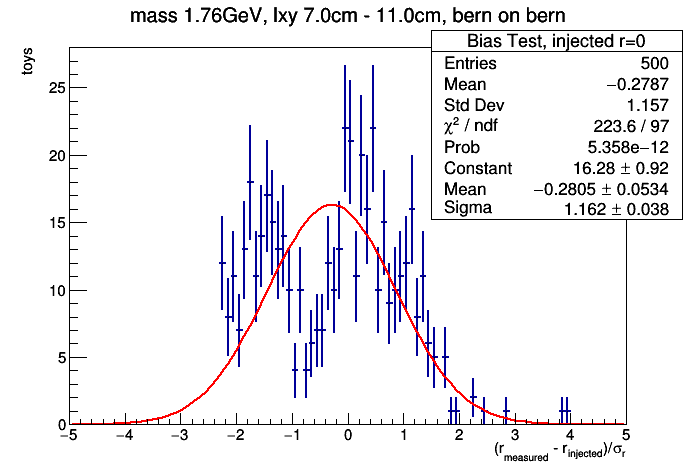 mass 1.76GeV, lxy 7.0cm - 11.0cm, bern on bern
toys
Bias Test, injected r=0
Entries 500
Mean −0.2787
Std Dev 1.157
χ² / ndf 223.6 / 97
Prob 5.358e−12
Constant 16.28 ± 0.92
Mean −0.2805 ± 0.0534
Sigma 1.162 ± 0.038
25
20
15
10
5
0
−5 −4 −3 −2 −1 0 1 2 3 4 5
(r_measured - r_injected)/σ_r